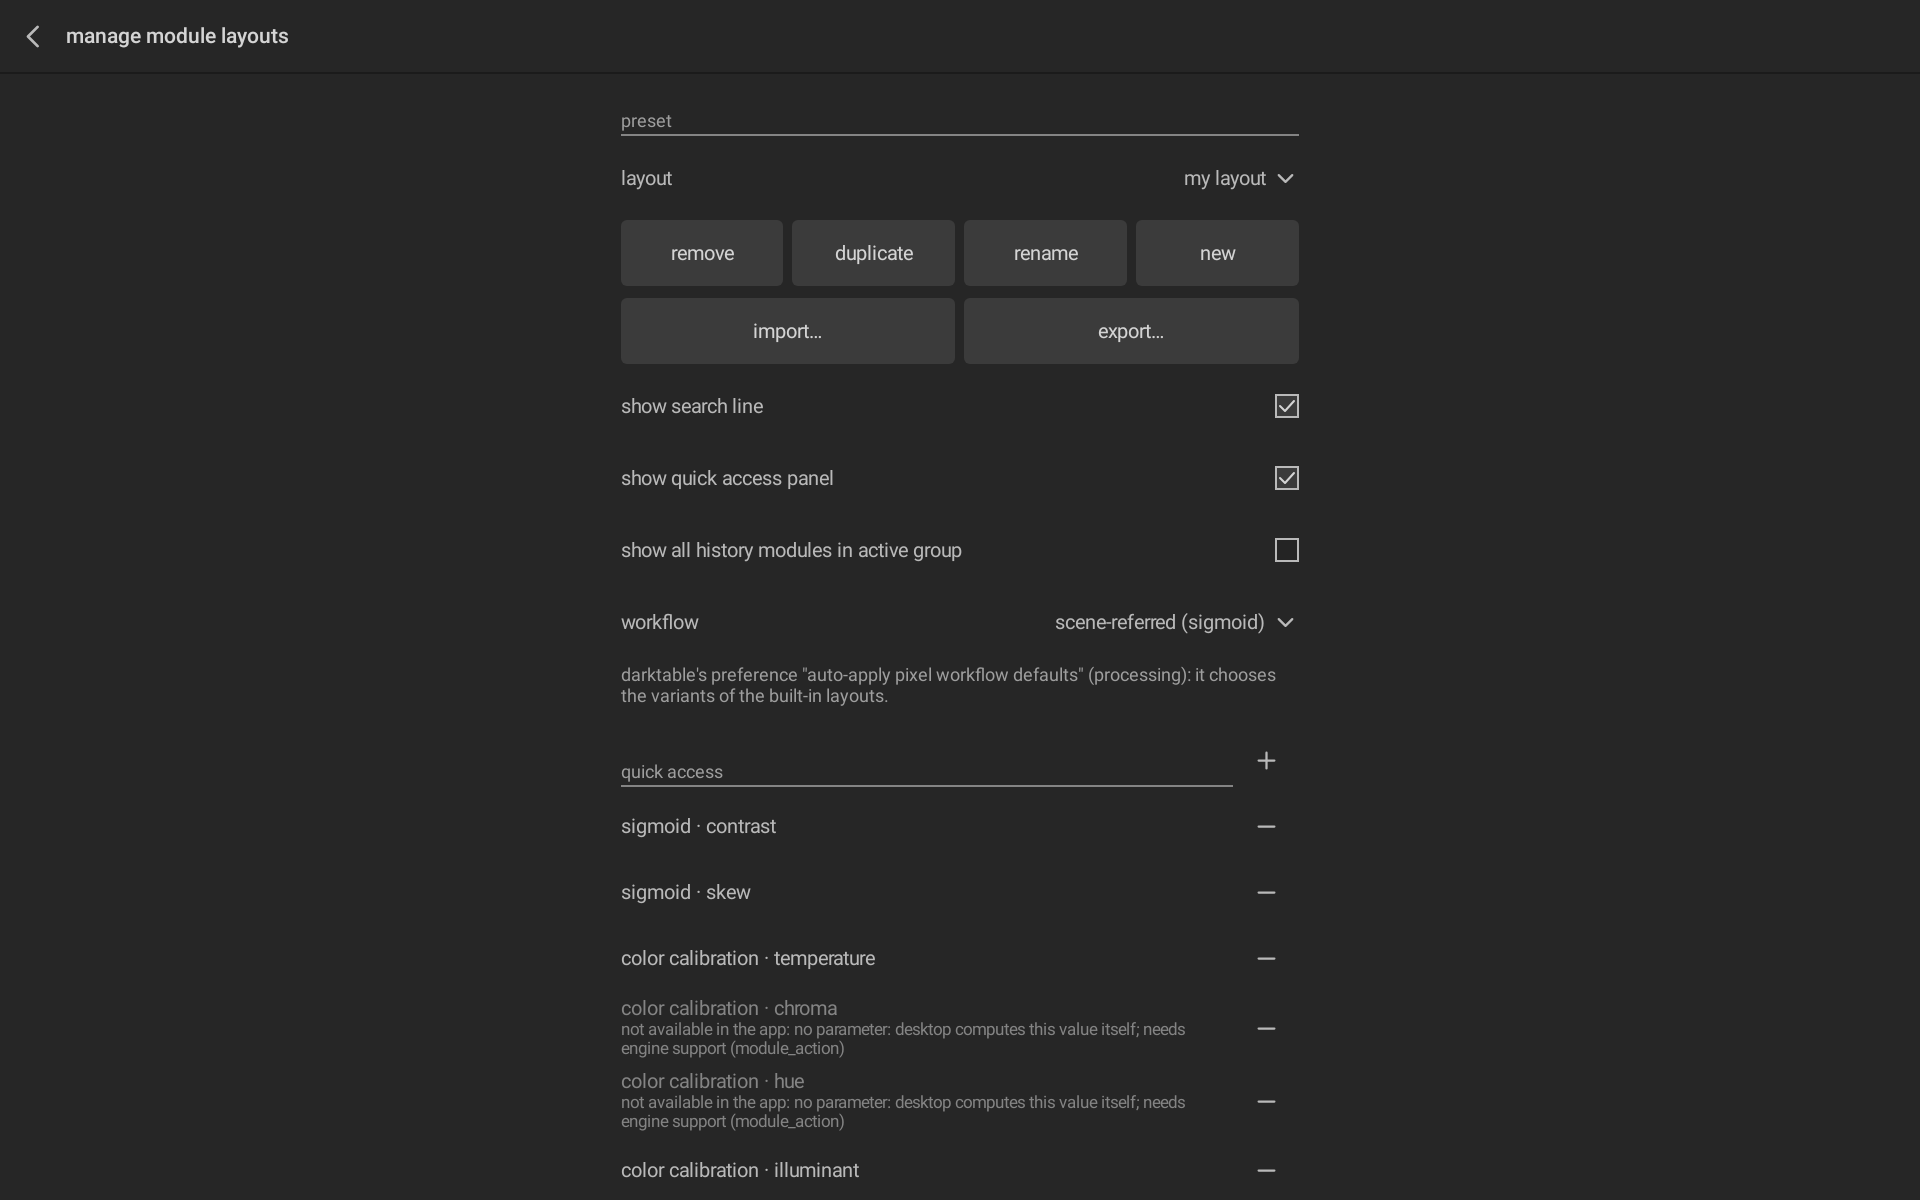 manage module layouts
preset
layout
my layout
remove
duplicate
rename
new
import...
export...
show search line
show quick access panel
show all history modules in active group
workflow
scene-referred (sigmoid)
darktable's preference "auto-apply pixel workflow defaults" (processing): it chooses
the variants of the built-in layouts.
quick access
sigmoid · contrast
sigmoid · skew
color calibration · temperature
color calibration · chroma
not available in the app: no parameter: desktop computes this value itself; needs
engine support (module_action)
color calibration · hue
not available in the app: no parameter: desktop computes this value itself; needs
engine support (module_action)
color calibration · illuminant